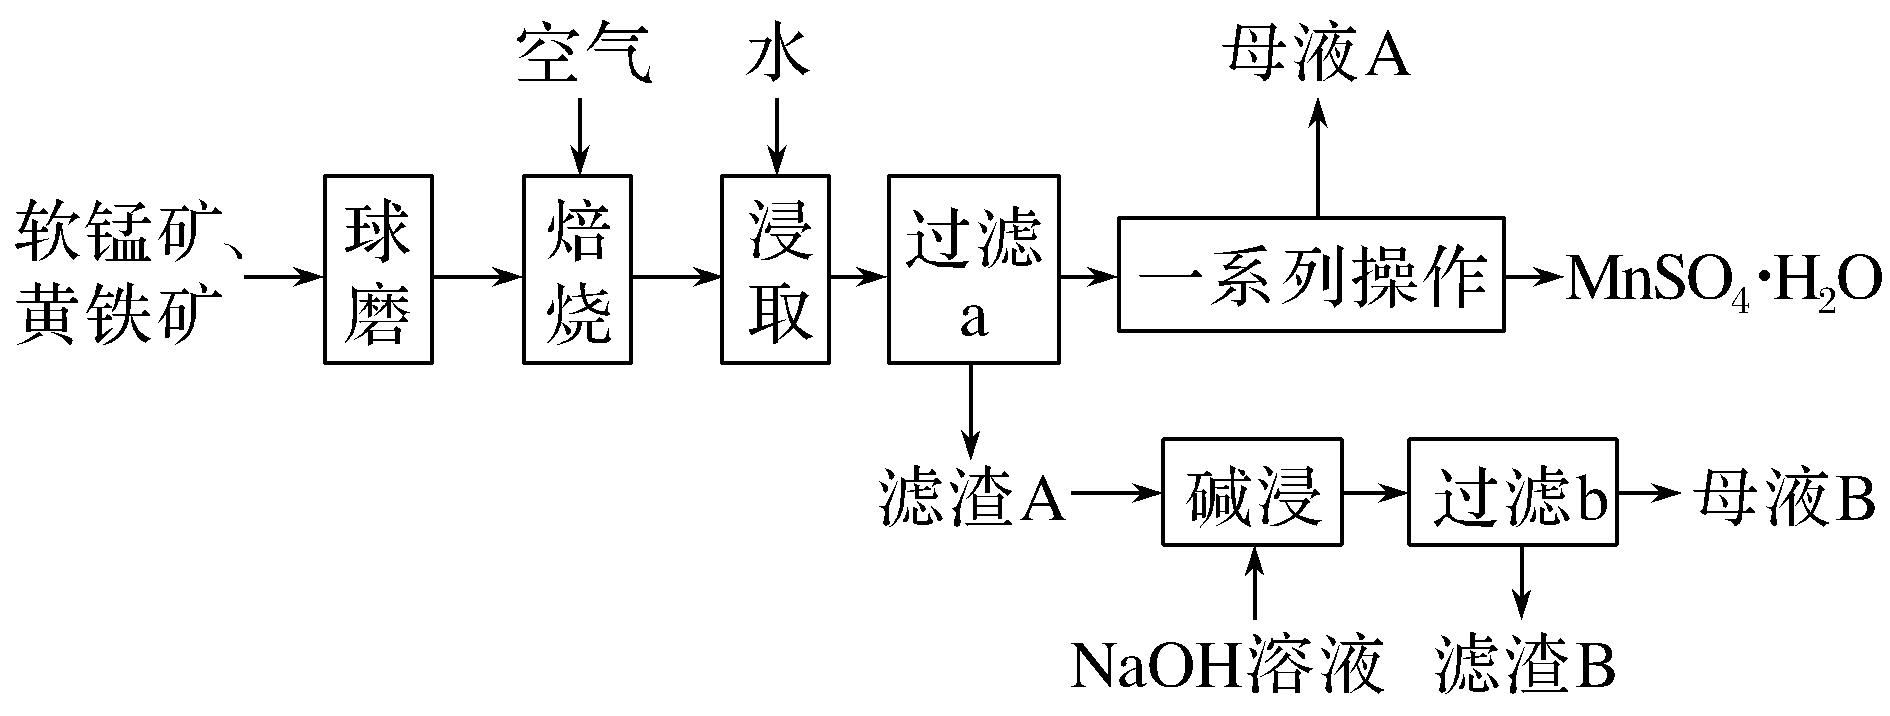 空气
水
母液A
软锰矿、
黄铁矿
球磨
焙烧
浸取
过滤a
一系列操作
MnSO₄·H₂O
滤渣A
碱浸
过滤b
母液B
NaOH溶液
滤渣B